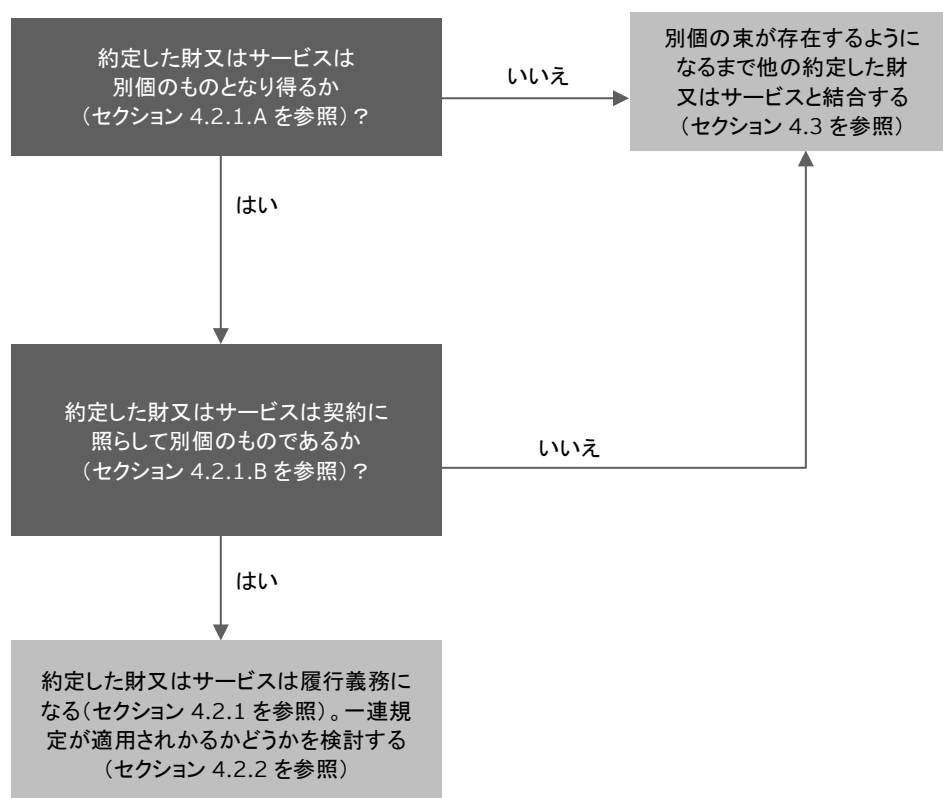 約定した財又はサービスは
別個のものとなり得るか
（セクション 4.2.1.A を参照）？
いいえ
別個の束が存在するように
なるまで他の約定した財
又はサービスと結合する
（セクション 4.3 を参照）
はい
約定した財又はサービスは契約に
照らして別個のものであるか
（セクション 4.2.1.B を参照）？
いいえ
はい
約定した財又はサービスは履行義務に
なる（セクション 4.2.1 を参照）。一連規
定が適用されかるかどうかを検討する
（セクション 4.2.2 を参照）